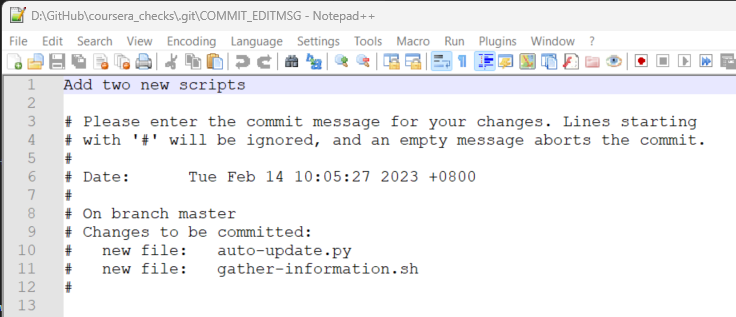 D:\GitHub\coursera_checks\.git\COMMIT_EDITMSG - Notepad++
File Edit Search View Encoding Language Settings Tools Macro Run Plugins Window ?
1 Add two new scripts
2
3 # Please enter the commit message for your changes. Lines starting
4 # with '#' will be ignored, and an empty message aborts the commit.
5 #
6 # Date:      Tue Feb 14 10:05:27 2023 +0800
7 #
8 # On branch master
9 # Changes to be committed:
10 #   new file:   auto-update.py
11 #   new file:   gather-information.sh
12 #
13